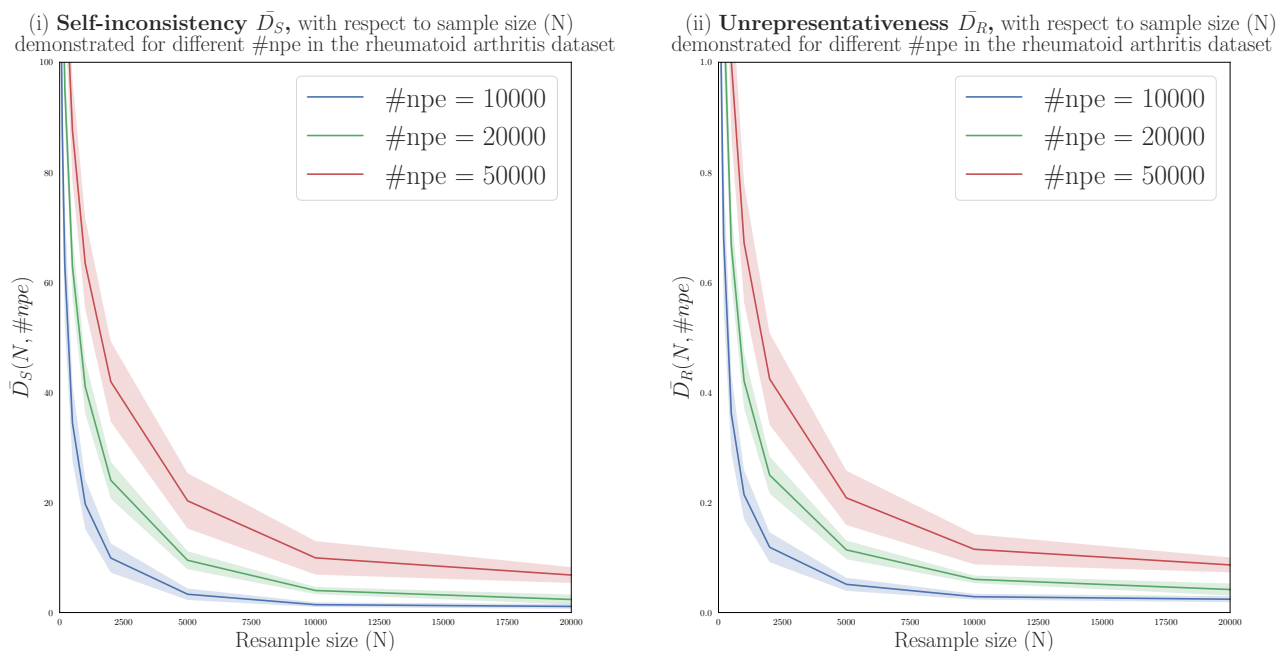 (i) Self-inconsistency D̄_S, with respect to sample size (N)
demonstrated for different #npe in the rheumatoid arthritis dataset
100
80
60
40
20
0
D̄_S(N, #npe)
#npe = 10000
#npe = 20000
#npe = 50000
0 2500 5000 7500 10000 12500 15000 17500 20000
Resample size (N)
(ii) Unrepresentativeness D̄_R, with respect to sample size (N)
demonstrated for different #npe in the rheumatoid arthritis dataset
1.0
0.8
0.6
0.4
0.2
0.0
D̄_R(N, #npe)
#npe = 10000
#npe = 20000
#npe = 50000
0 2500 5000 7500 10000 12500 15000 17500 20000
Resample size (N)